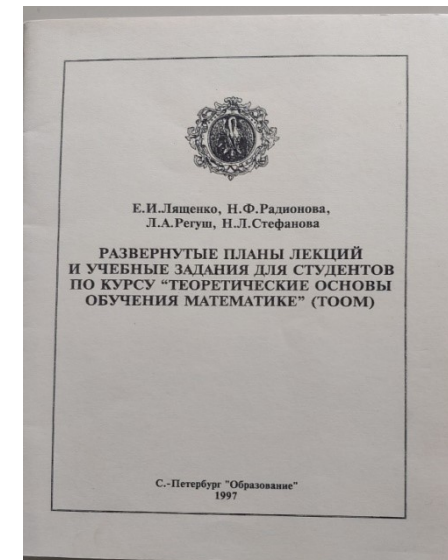 Е.И.Лященко, Н.Ф.Радионова,
Л.А.Регуш, Н.Л.Стефанова
РАЗВЕРНУТЫЕ ПЛАНЫ ЛЕКЦИЙ
И УЧЕБНЫЕ ЗАДАНИЯ ДЛЯ СТУДЕНТОВ
ПО КУРСУ "ТЕОРЕТИЧЕСКИЕ ОСНОВЫ
ОБУЧЕНИЯ МАТЕМАТИКЕ" (ТООМ)
С.-Петербург "Образование"
1997